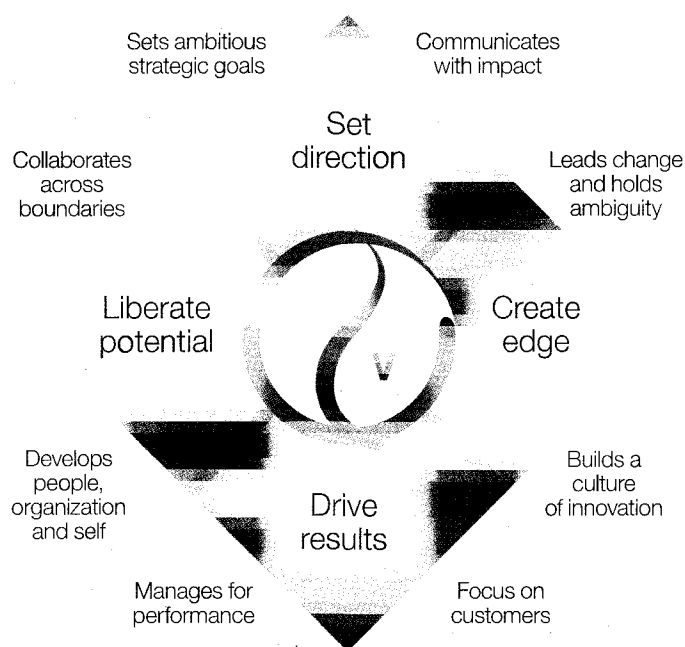 Sets ambitious
strategic goals
Communicates
with impact
Set
direction
Collaborates
across
boundaries
Leads change
and holds
ambiguity
Liberate
potential
Create
edge
Develops
people,
organization
and self
Drive
results
Builds a
culture
of innovation
Manages for
performance
Focus on
customers